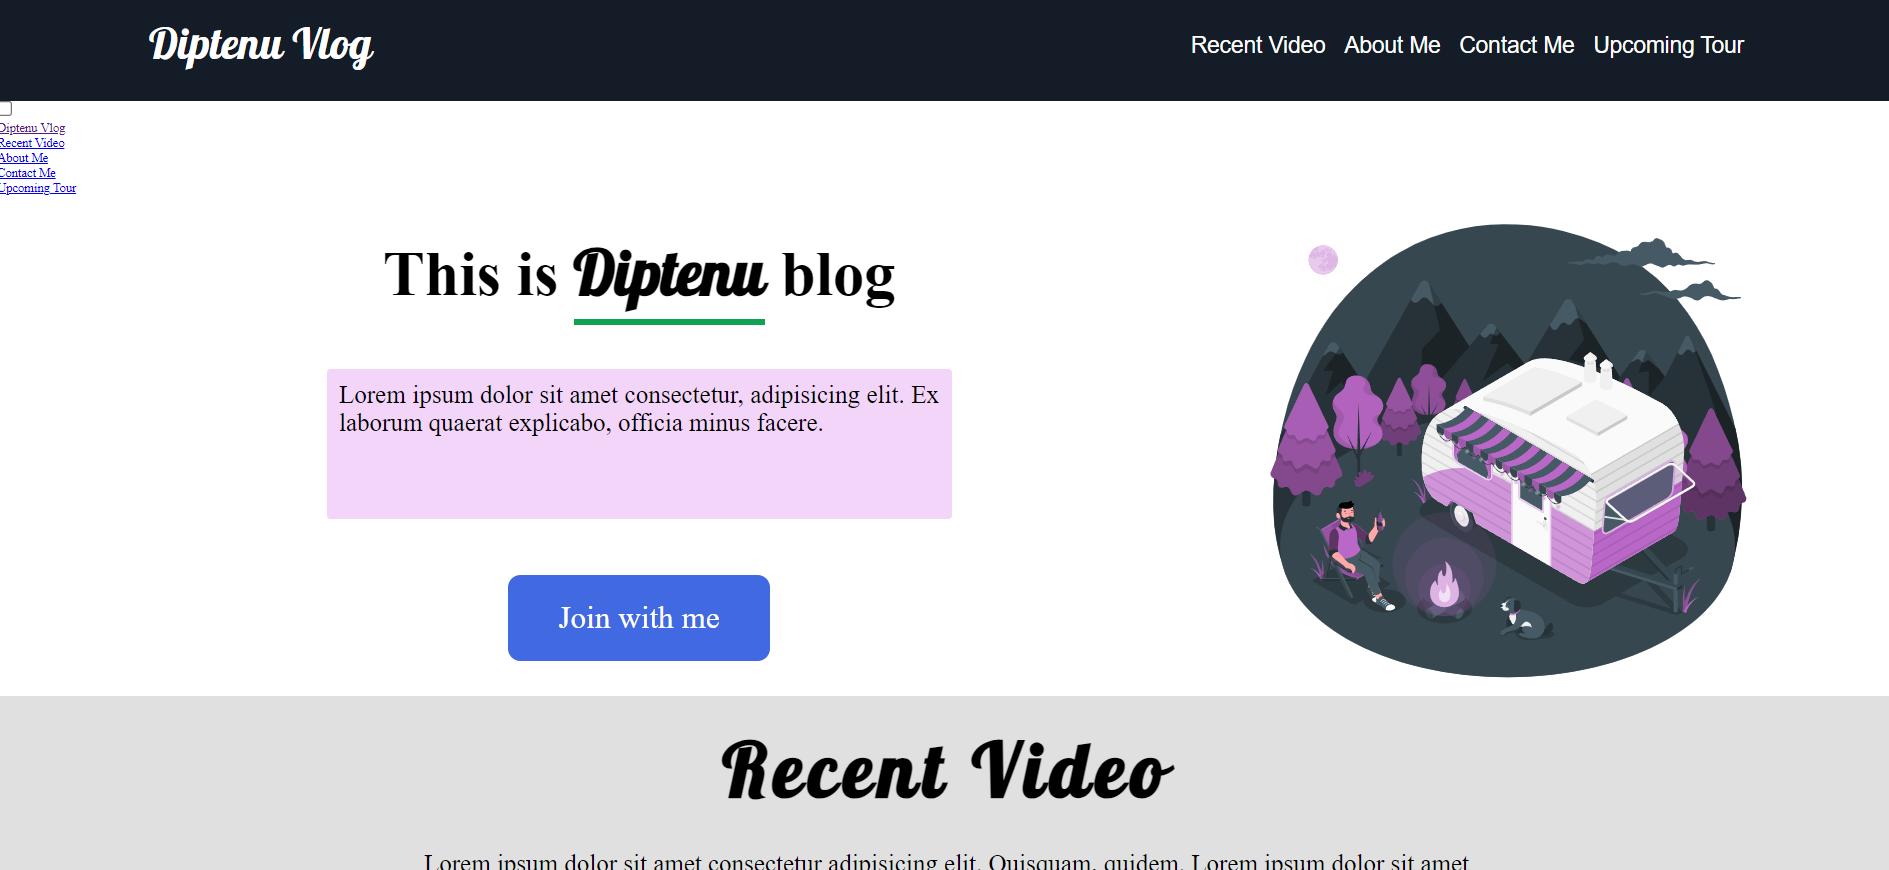 Diptenu Vlog
Recent Video About Me Contact Me Upcoming Tour
Diptenu Vlog
Recent Video
About Me
Contact Me
Upcoming Tour
This is Diptenu blog
Lorem ipsum dolor sit amet consectetur, adipisicing elit. Ex
laborum quaerat explicabo, officia minus facere.
Join with me
Recent Video
Lorem ipsum dolor sit amet consectetur adipisicing elit. Quisquam, quidem. Lorem ipsum dolor sit amet